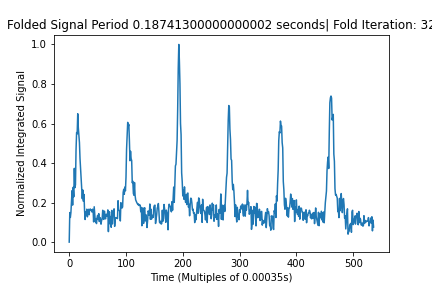 Folded Signal Period 0.18741300000000002 seconds| Fold Iteration: 32
1.0
0.8
0.6
0.4
0.2
0.0
Normalized Integrated Signal
0 100 200 300 400 500
Time (Multiples of 0.00035s)